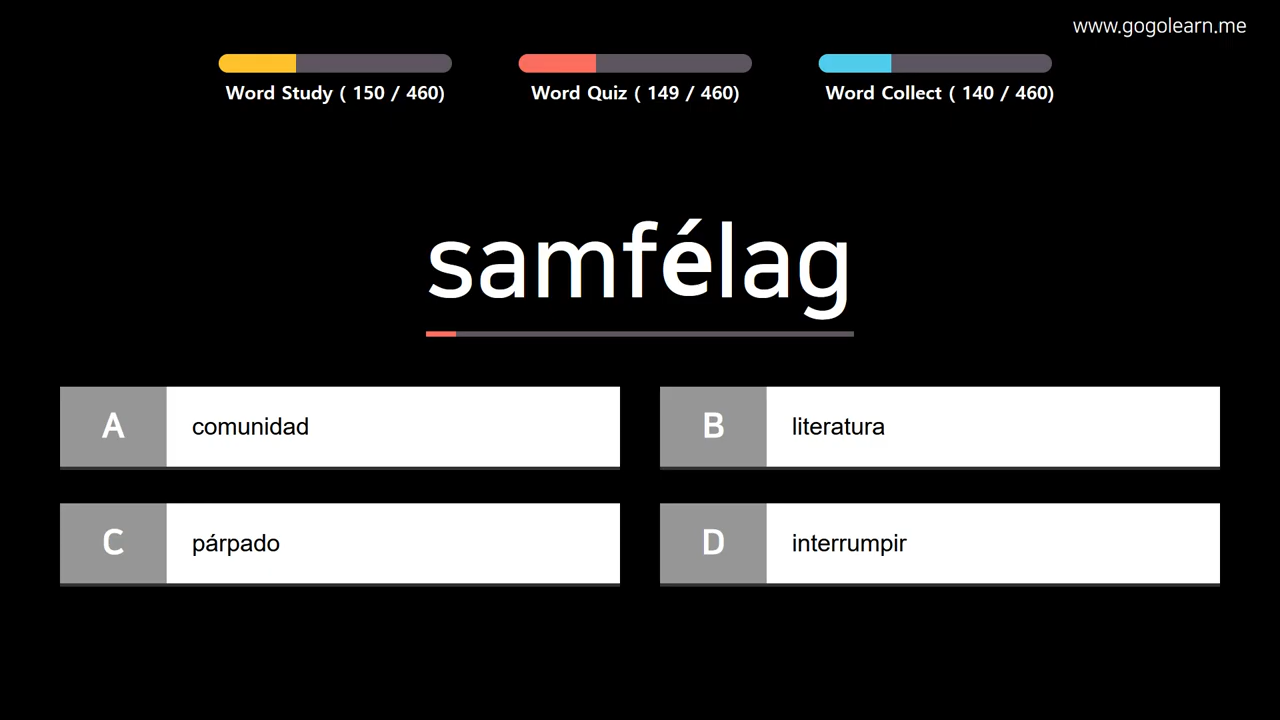 www.gogolearn.me
Word Study ( 150 / 460)
Word Quiz ( 149 / 460)
Word Collect ( 140 / 460)
samfélag
A comunidad
B literatura
C párpado
D interrumpir